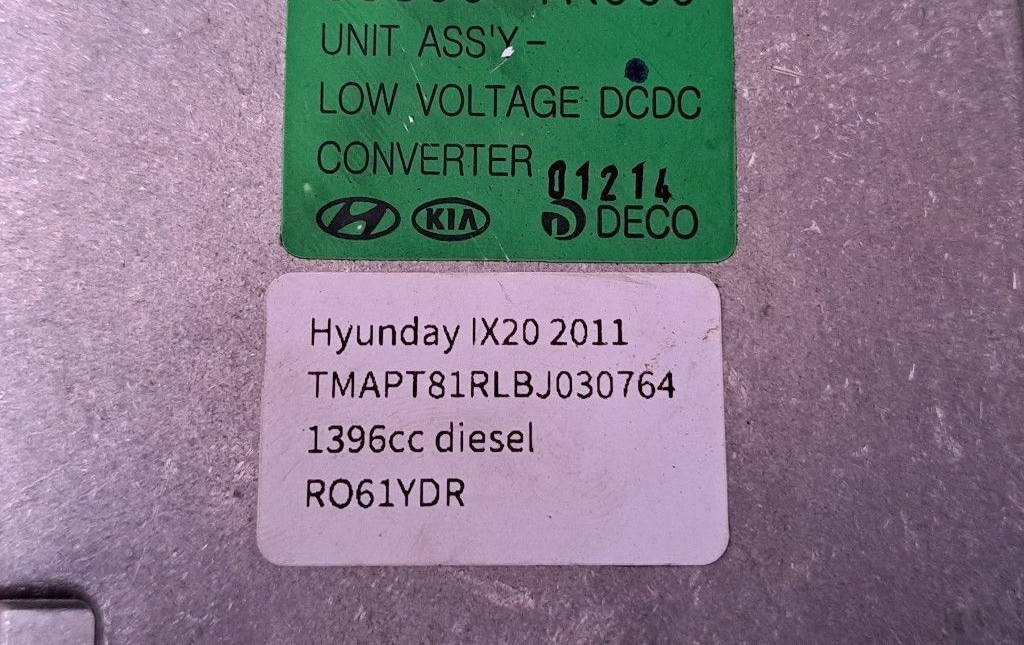 UNIT ASS'Y-
LOW VOLTAGE DCDC
CONVERTER
01214
KIA DECO
Hyunday IX20 2011
TMAPT81RLBJ030764
1396cc diesel
RO61YDR